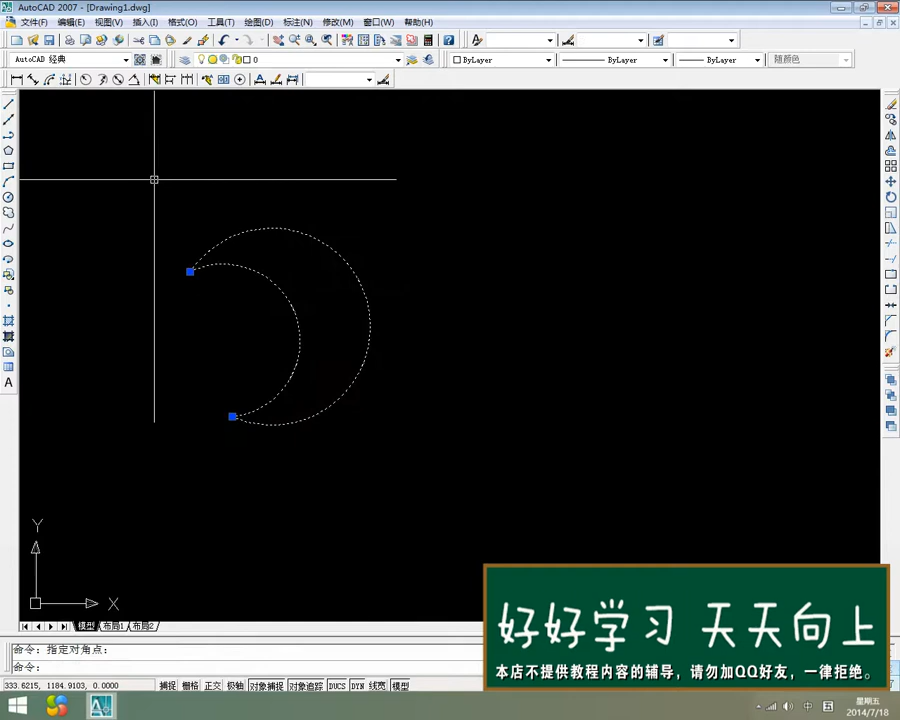 AutoCAD 2007 - [Drawing1.dwg]
文件(F) 编辑(E) 视图(V) 插入(I) 格式(O) 工具(T) 绘图(D) 标注(N) 修改(M) 窗口(W) 帮助(H)
AutoCAD 经典
0
ByLayer
ByLayer
ByLayer
随颜色
A
Y
X
模型 布局1 布局2
命令: 指定对角点:
命令:
333.6215, 1184.9103, 0.0000
捕捉 栅格 正交 极轴 对象捕捉 对象追踪 DUCS DYN 线宽 模型
好好学习 天天向上
本店不提供教程内容的辅导，请勿加QQ好友，一律拒绝。
中
五
星期五
2014/7/18